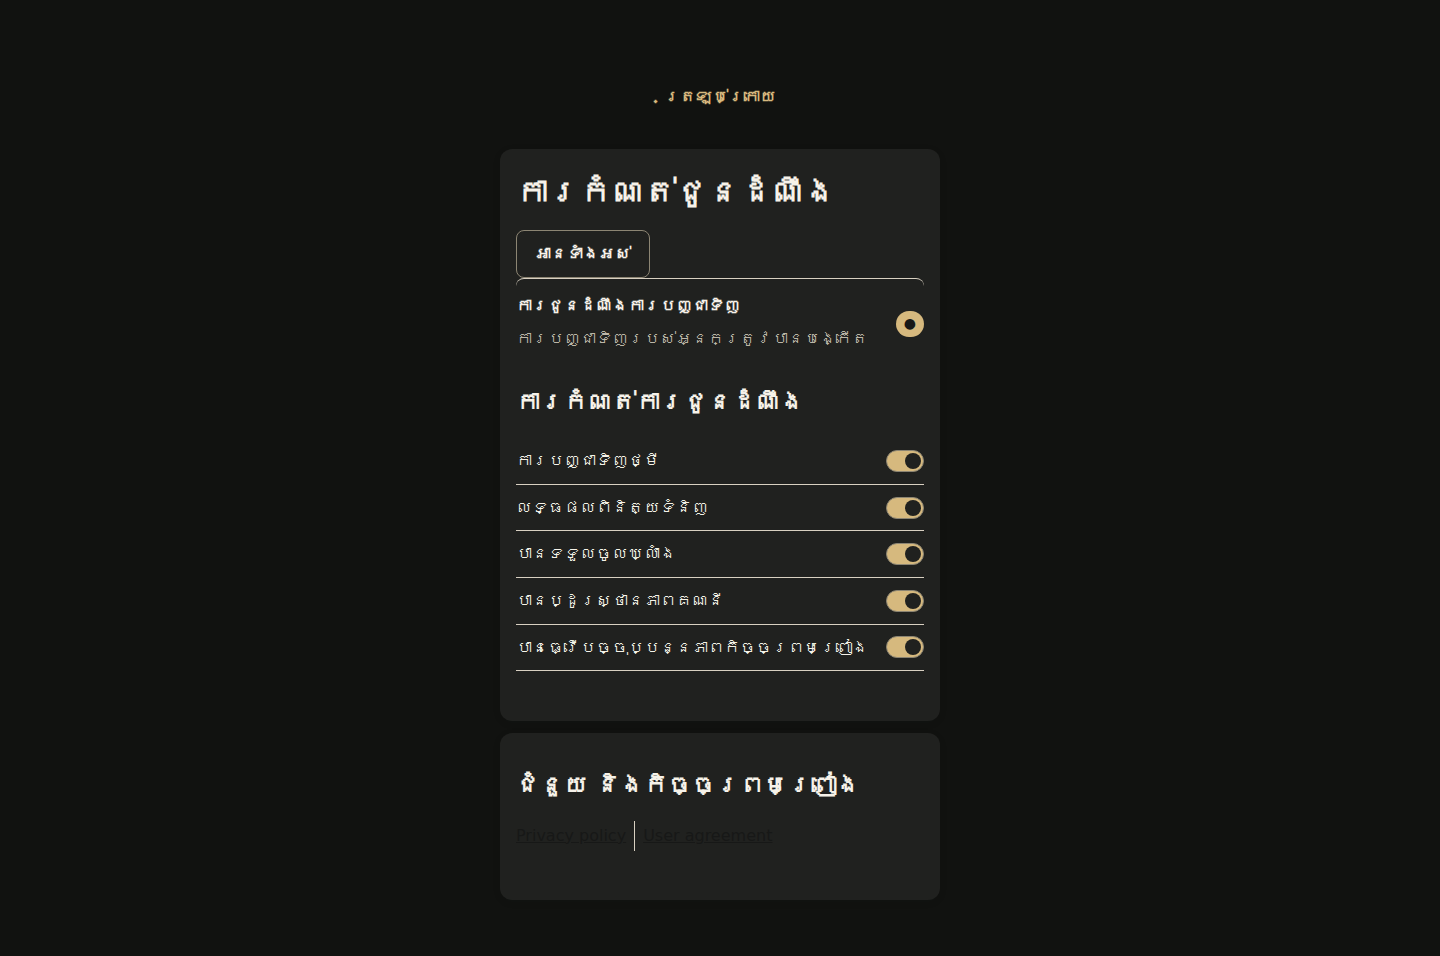 ត្រឡប់ក្រោយ
ការកំណត់ជូនដំណឹង
អានទាំងអស់
ការជូនដំណឹងការបញ្ជាទិញ
ការបញ្ជាទិញរបស់អ្នកត្រូវបានបង្កើត
ការកំណត់ការជូនដំណឹង
ការបញ្ជាទិញថ្មី
លទ្ធផលពិនិត្យទំនិញ
បានទទួលចូលឃ្លាំង
បានប្ដូរស្ថានភាពគណនី
បានធ្វើបច្ចុប្បន្នភាពកិច្ចព្រមព្រៀង
ជំនួយ និងកិច្ចព្រមព្រៀង
Privacy policy User agreement